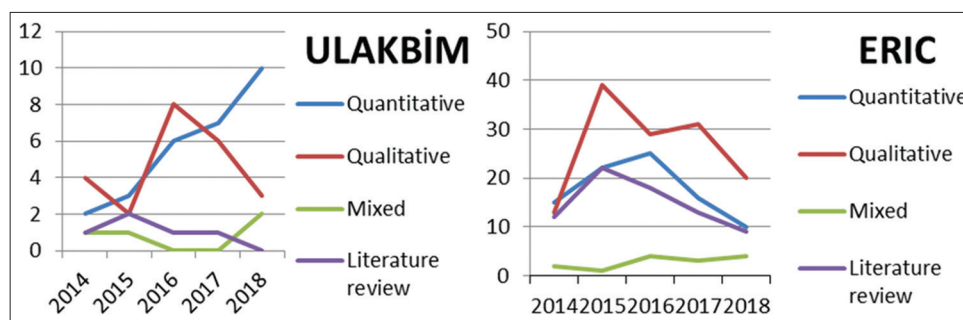 ULAKBİM
12
10
8
6
4
2
0
2014
2015
2016
2017
2018
Quantitative
Qualitative
Mixed
Literature
review
ERIC
50
40
30
20
10
0
2014 2015 2016 2017 2018
Quantitative
Qualitative
Mixed
Literature
review